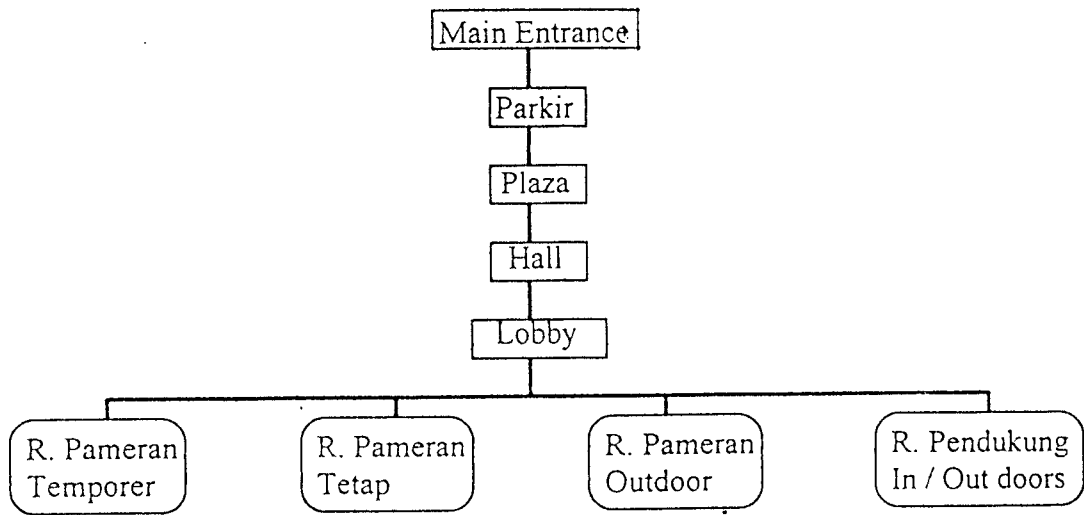 Main Entrance
Parkir
Plaza
Hall
Lobby
R. Pameran
Temporer
R. Pameran
Tetap
R. Pameran
Outdoor
R. Pendukung
In / Out doors